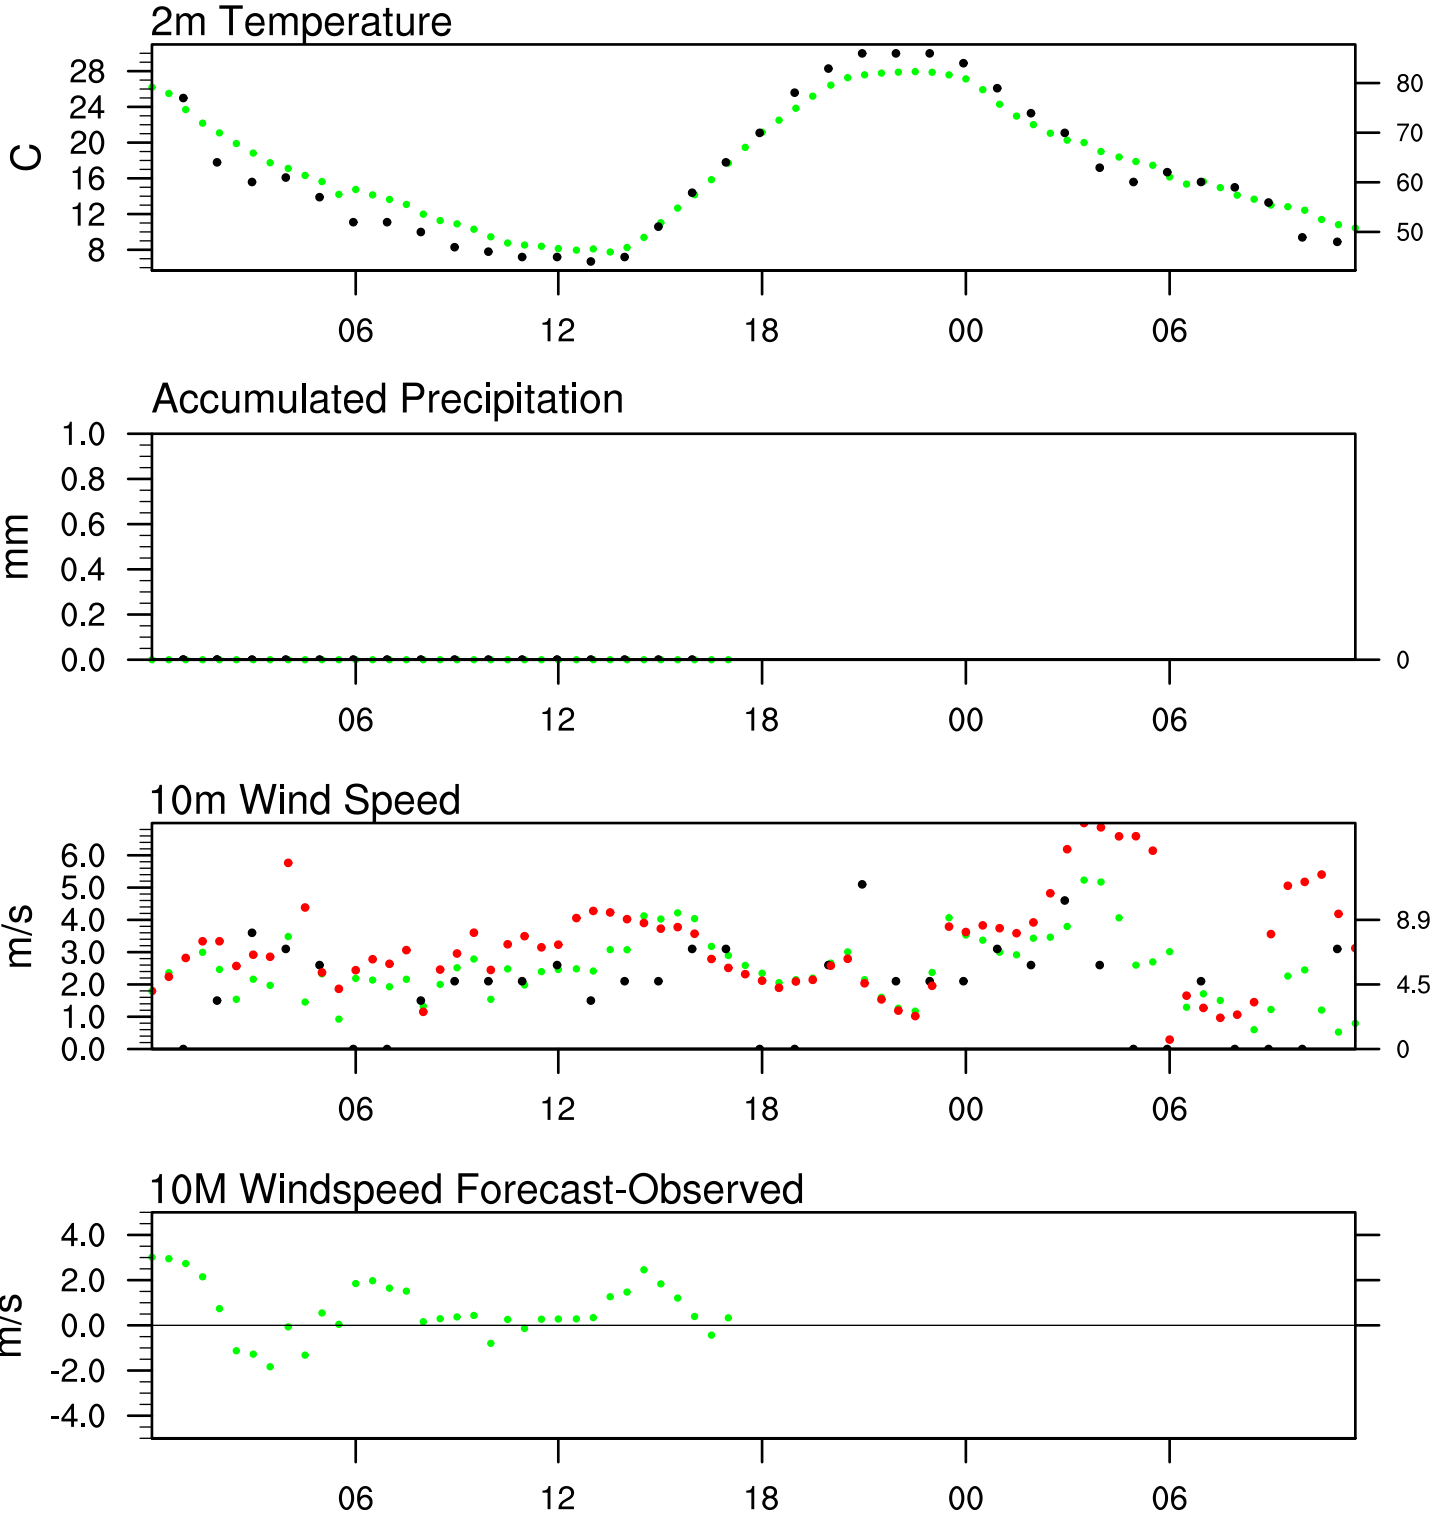 2m Temperature
28
24
20
16
12
8
C
80
70
60
50
06 12 18 00 06
Accumulated Precipitation
1.0
0.8
0.6
0.4
0.2
0.0
mm
0
06 12 18 00 06
10m Wind Speed
6.0
5.0
4.0
3.0
2.0
1.0
0.0
m/s
8.9
4.5
0
06 12 18 00 06
10M Windspeed Forecast-Observed
4.0
2.0
0.0
-2.0
-4.0
m/s
06 12 18 00 06